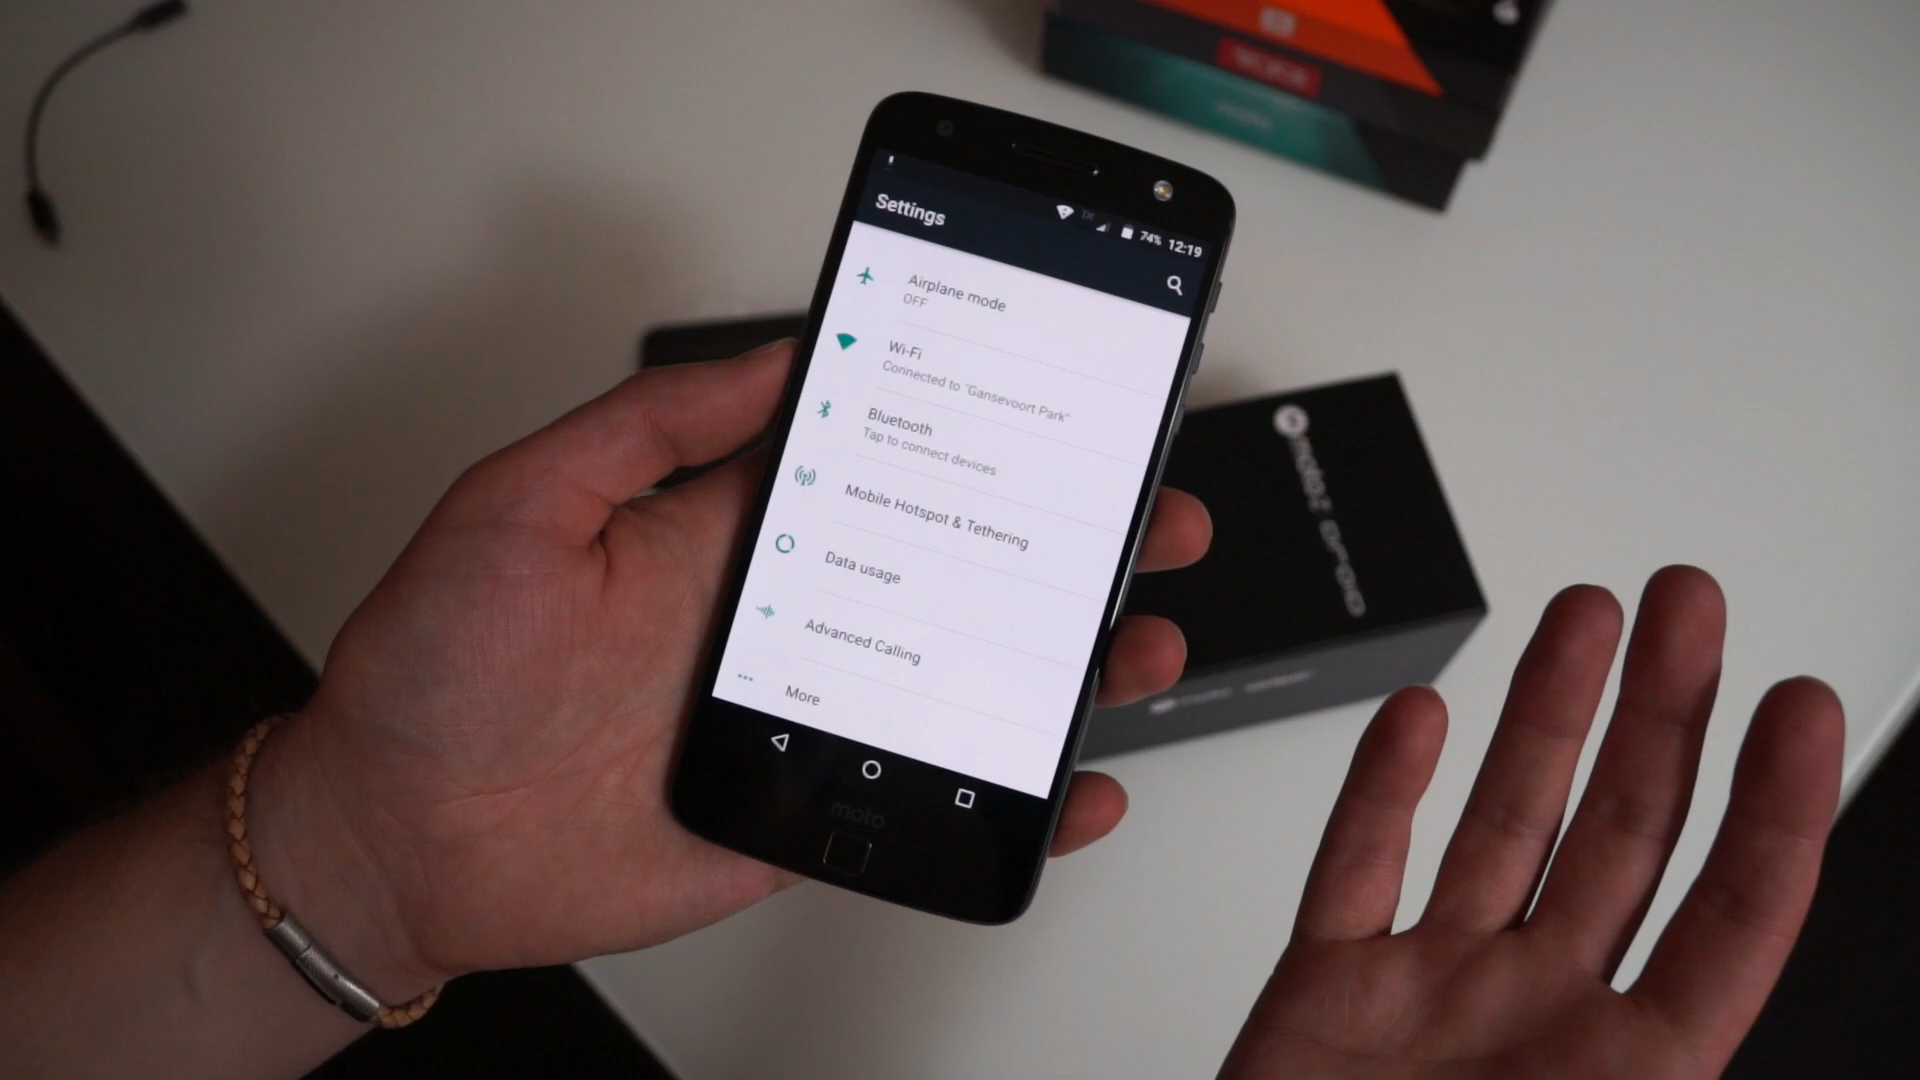 74% 12:19
Settings
Airplane mode
OFF
Wi-Fi
Connected to "Gansevoort Park"
Bluetooth
Tap to connect devices
Mobile Hotspot & Tethering
Data usage
Advanced Calling
More
moto
moto z DROID